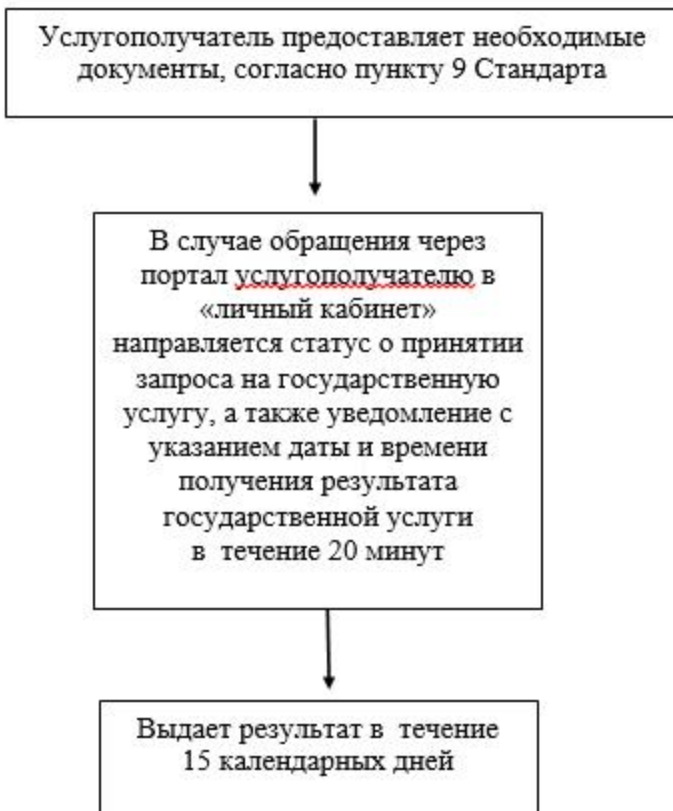 Услугополучатель предоставляет необходимые
документы, согласно пункту 9 Стандарта
В случае обращения через
портал услугополучателю в
«личный кабинет»
направляется статус о принятии
запроса на государственную
услугу, а также уведомление с
указанием даты и времени
получения результата
государственной услуги
в течение 20 минут
Выдает результат в течение
15 календарных дней